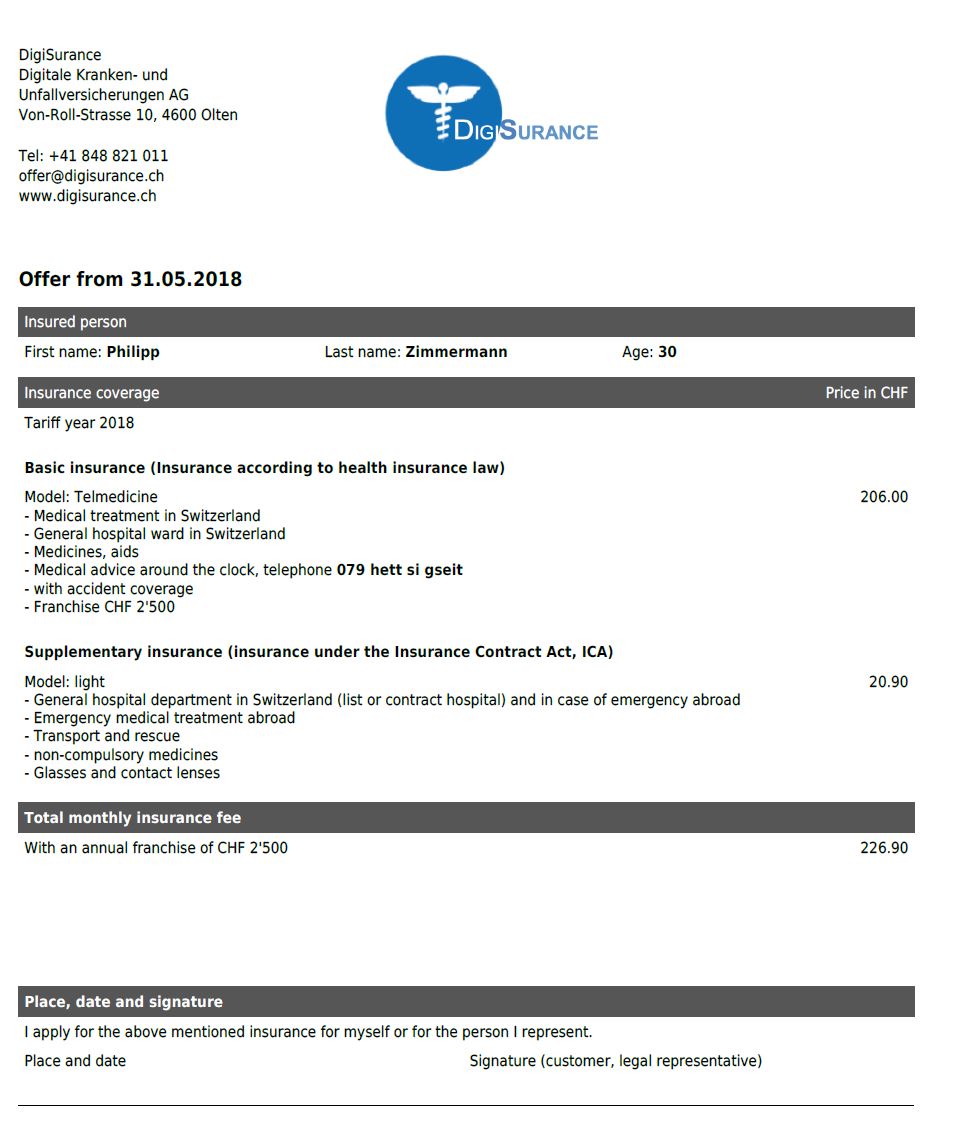 DigiSurance
Digitale Kranken- und
Unfallversicherungen AG
Von-Roll-Strasse 10, 4600 Olten
Tel: +41 848 821 011
offer@digisurance.ch
www.digisurance.ch
DIGISURANCE
Offer from 31.05.2018
Insured person
First name: Philipp Last name: Zimmermann Age: 30
Insurance coverage Price in CHF
Tariff year 2018
Basic insurance (Insurance according to health insurance law)
Model: Telmedicine 206.00
- Medical treatment in Switzerland
- General hospital ward in Switzerland
- Medicines, aids
- Medical advice around the clock, telephone 079 hett si gseit
- with accident coverage
- Franchise CHF 2'500
Supplementary insurance (insurance under the Insurance Contract Act, ICA)
Model: light 20.90
- General hospital department in Switzerland (list or contract hospital) and in case of emergency abroad
- Emergency medical treatment abroad
- Transport and rescue
- non-compulsory medicines
- Glasses and contact lenses
Total monthly insurance fee
With an annual franchise of CHF 2'500 226.90
Place, date and signature
I apply for the above mentioned insurance for myself or for the person I represent.
Place and date Signature (customer, legal representative)